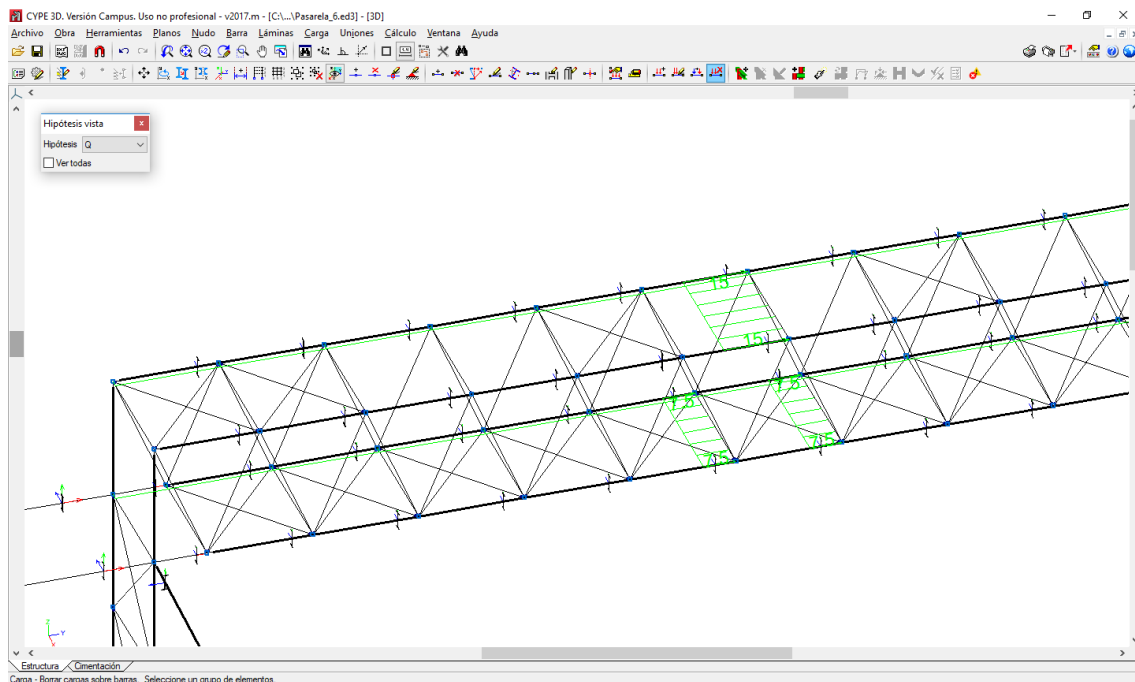 CYPE 3D. Versión Campus. Uso no profesional - v2017.m - [C:\...\Pasarela_6.ed3] - [3D]
Archivo Obra Herramientas Planos Nudo Barra Láminas Carga Uniones Cálculo Ventana Ayuda
Hipótesis vista
Hipótesis Q
Ver todas
15
15
7.5
7.5
7.5
7.5
Z
Y
X
Estructura Cimentación
Carga - Borrar cargas sobre barras. Seleccione un grupo de elementos.